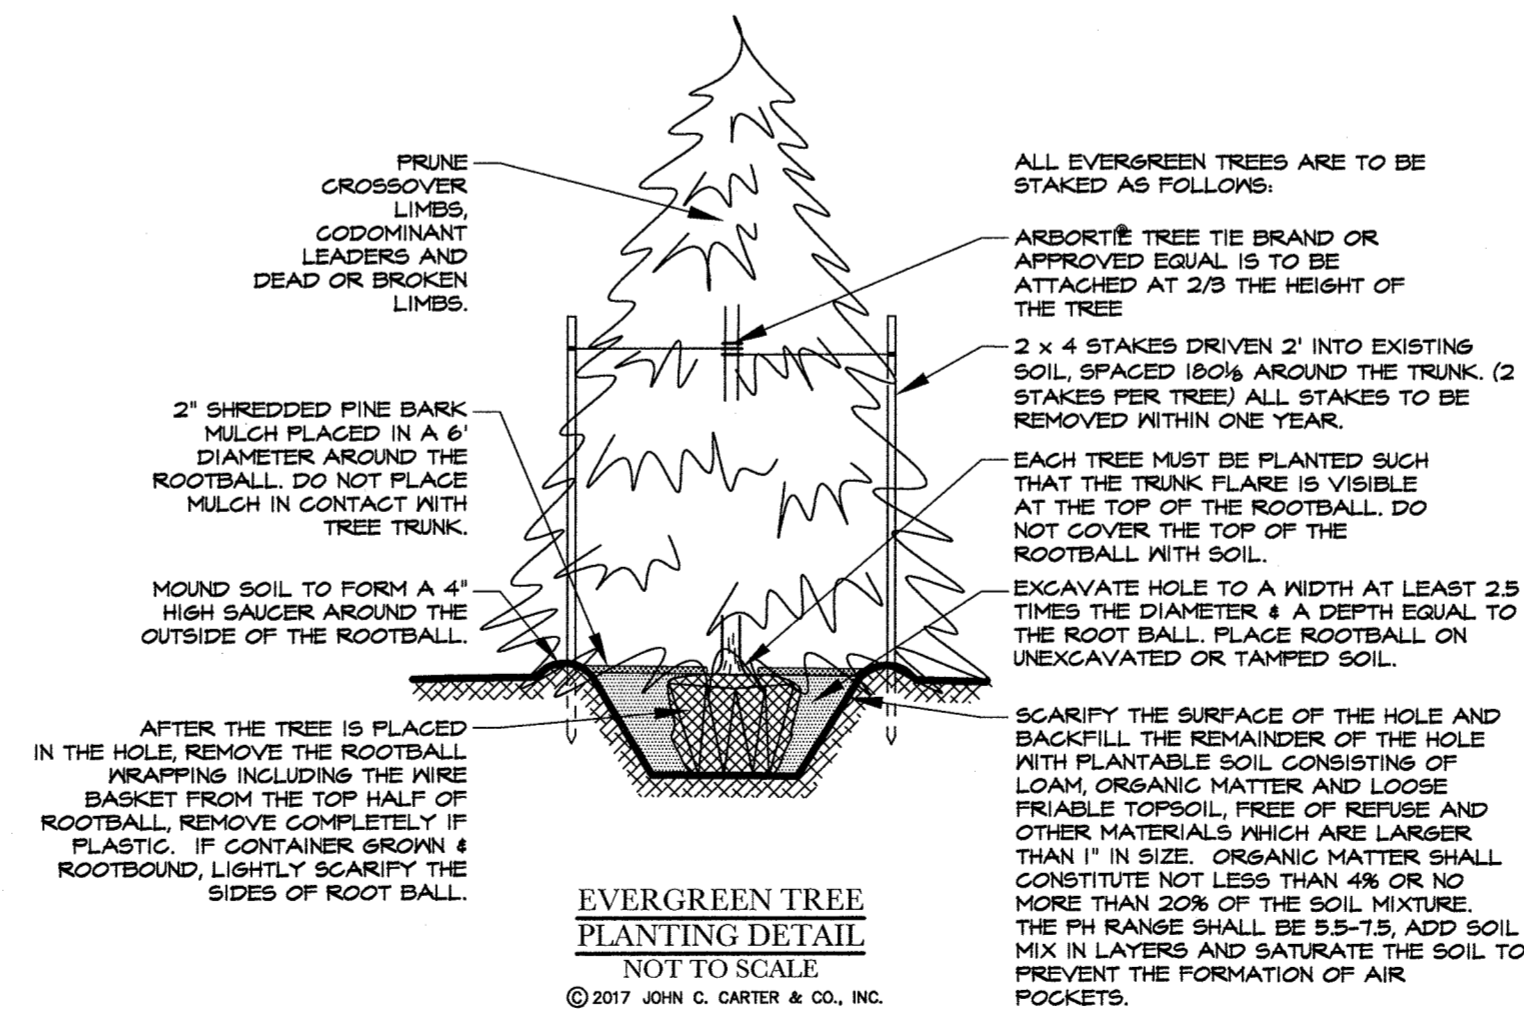 PRUNE
CROSSOVER
LIMBS,
CODOMINANT
LEADERS AND
DEAD OR BROKEN
LIMBS.
2" SHREDDED PINE BARK
MULCH PLACED IN A 6'
DIAMETER AROUND THE
ROOTBALL. DO NOT PLACE
MULCH IN CONTACT WITH
TREE TRUNK.
MOUND SOIL TO FORM A 4"
HIGH SAUCER AROUND THE
OUTSIDE OF THE ROOTBALL.
AFTER THE TREE IS PLACED
IN THE HOLE, REMOVE THE ROOTBALL
WRAPPING INCLUDING THE WIRE
BASKET FROM THE TOP HALF OF
ROOTBALL, REMOVE COMPLETELY IF
PLASTIC. IF CONTAINER GROWN &
ROOTBOUND, LIGHTLY SCARIFY THE
SIDES OF ROOT BALL.
ALL EVERGREEN TREES ARE TO BE
STAKED AS FOLLOWS:
ARBORTIE® TREE TIE BRAND OR
APPROVED EQUAL IS TO BE
ATTACHED AT 2/3 THE HEIGHT OF
THE TREE
2 x 4 STAKES DRIVEN 2' INTO EXISTING
SOIL, SPACED 180⅛ AROUND THE TRUNK. (2
STAKES PER TREE) ALL STAKES TO BE
REMOVED WITHIN ONE YEAR.
EACH TREE MUST BE PLANTED SUCH
THAT THE TRUNK FLARE IS VISIBLE
AT THE TOP OF THE ROOTBALL. DO
NOT COVER THE TOP OF THE
ROOTBALL WITH SOIL.
EXCAVATE HOLE TO A WIDTH AT LEAST 2.5
TIMES THE DIAMETER & A DEPTH EQUAL TO
THE ROOT BALL. PLACE ROOTBALL ON
UNEXCAVATED OR TAMPED SOIL.
SCARIFY THE SURFACE OF THE HOLE AND
BACKFILL THE REMAINDER OF THE HOLE
WITH PLANTABLE SOIL CONSISTING OF
LOAM, ORGANIC MATTER AND LOOSE
FRIABLE TOPSOIL, FREE OF REFUSE AND
OTHER MATERIALS WHICH ARE LARGER
THAN 1" IN SIZE. ORGANIC MATTER SHALL
CONSTITUTE NOT LESS THAN 4% OR NO
MORE THAN 20% OF THE SOIL MIXTURE.
THE PH RANGE SHALL BE 5.5-7.5, ADD SOIL
MIX IN LAYERS AND SATURATE THE SOIL TO
PREVENT THE FORMATION OF AIR
POCKETS.
EVERGREEN TREE
PLANTING DETAIL
NOT TO SCALE
© 2017 JOHN C. CARTER & CO., INC.